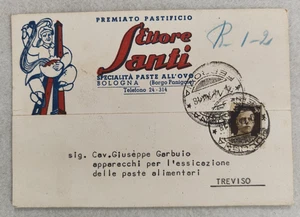 PREMIATO PASTIFICIO
Ettore
Santi
SPECIALITÀ PASTE ALL'OVO
BOLOGNA (Borgo Panigale)
Telefono 24-314
R-1-2
sig. Cav.Giuseppe Garbuio
apparecchi per l'essicazione
delle paste alimentari
TREVISO